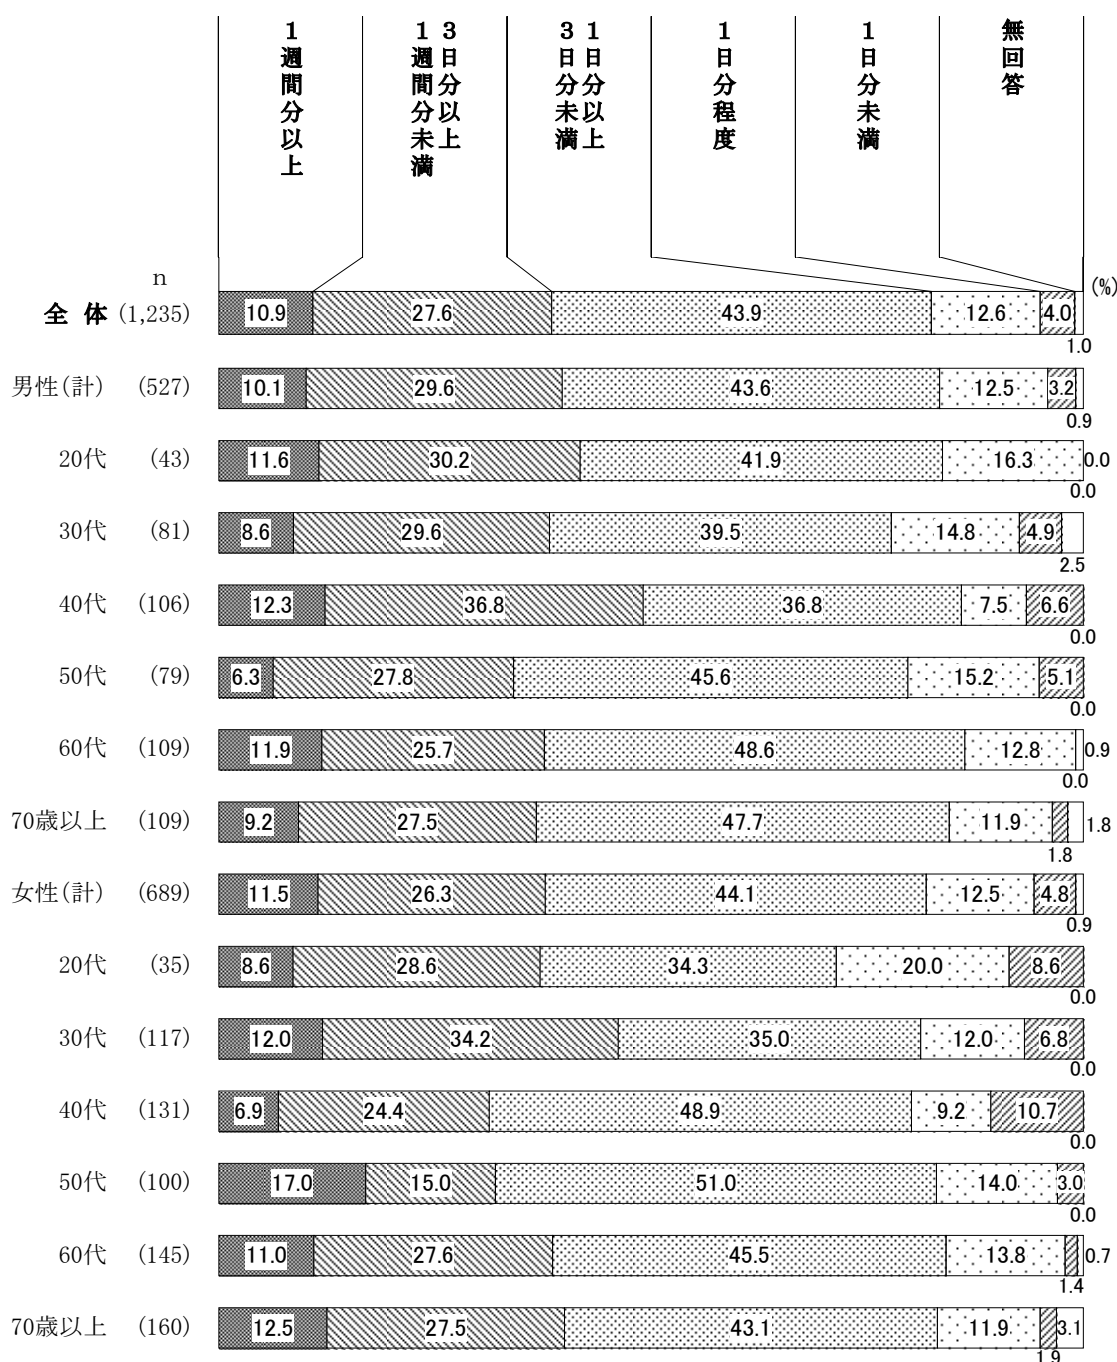 1週間分以上
3日分以上
1週間分未満
1日分以上
3日分未満
1日分程度
1日分未満
無回答
n
(%)
全 体 (1,235) 10.9 27.6 43.9 12.6 4.0
1.0
男性(計) (527) 10.1 29.6 43.6 12.5 3.2
0.9
20代 (43) 11.6 30.2 41.9 16.3 0.0
0.0
30代 (81) 8.6 29.6 39.5 14.8 4.9
2.5
40代 (106) 12.3 36.8 36.8 7.5 6.6
0.0
50代 (79) 6.3 27.8 45.6 15.2 5.1
0.0
60代 (109) 11.9 25.7 48.6 12.8 0.9
0.0
70歳以上 (109) 9.2 27.5 47.7 11.9 1.8
1.8
女性(計) (689) 11.5 26.3 44.1 12.5 4.8
0.9
20代 (35) 8.6 28.6 34.3 20.0 8.6
0.0
30代 (117) 12.0 34.2 35.0 12.0 6.8
0.0
40代 (131) 6.9 24.4 48.9 9.2 10.7
0.0
50代 (100) 17.0 15.0 51.0 14.0 3.0
0.0
60代 (145) 11.0 27.6 45.5 13.8 0.7
1.4
70歳以上 (160) 12.5 27.5 43.1 11.9 3.1
1.9